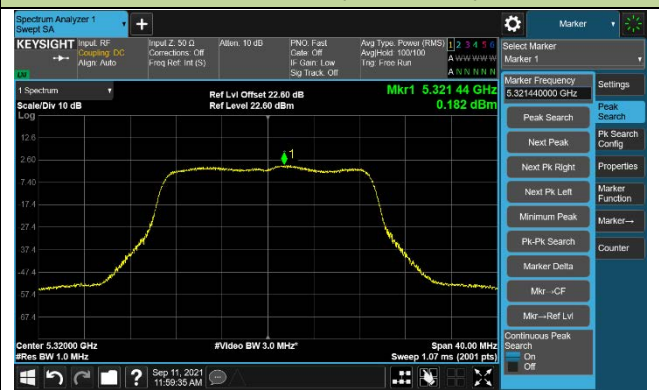 Spectrum Analyzer 1
Swept SA
+
Marker
KEYSIGHT
Input: RF
Coupling: DC
Align: Auto
Input Z: 50 Ω
Corrections: Off
Freq Ref: Int (S)
Atten: 10 dB
PNO: Fast
Gate: Off
IF Gain: Low
Sig Track: Off
Avg Type: Power (RMS)
Avg|Hold: 100/100
Trig: Free Run
1 2 3 4 5 6
A W W W W W
A N N N N N
LNI
Select Marker
Marker 1
1 Spectrum
Scale/Div 10 dB
Log
Ref Lvl Offset 22.60 dB
Ref Level 22.60 dBm
Mkr1 5.321 44 GHz
0.182 dBm
1
12.6
2.60
-7.40
-17.4
-27.4
-37.4
-47.4
-57.4
-67.4
Center 5.32000 GHz
#Res BW 1.0 MHz
#Video BW 3.0 MHz*
Span 40.00 MHz
Sweep 1.07 ms (2001 pts)
Marker Frequency
5.321440000 GHz
Peak Search
Next Peak
Next Pk Right
Next Pk Left
Minimum Peak
Pk-Pk Search
Marker Delta
Mkr→CF
Mkr→Ref Lvl
Continuous Peak
Search
On
Off
Settings
Peak
Search
Pk Search
Config
Properties
Marker
Function
Marker→
Counter
?
Sep 11, 2021
11:59:35 AM